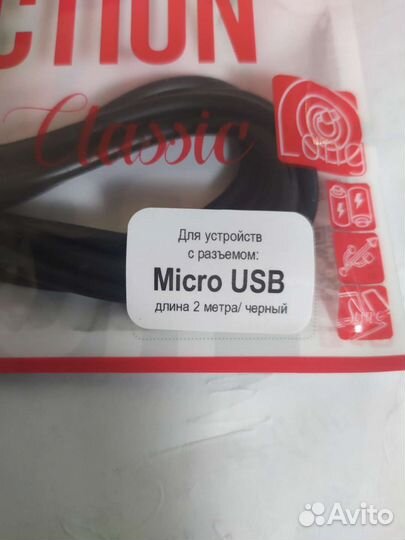 CTION
Classic
Для устройств
с разъемом:
Micro USB
длина 2 метра/ черный
Avito